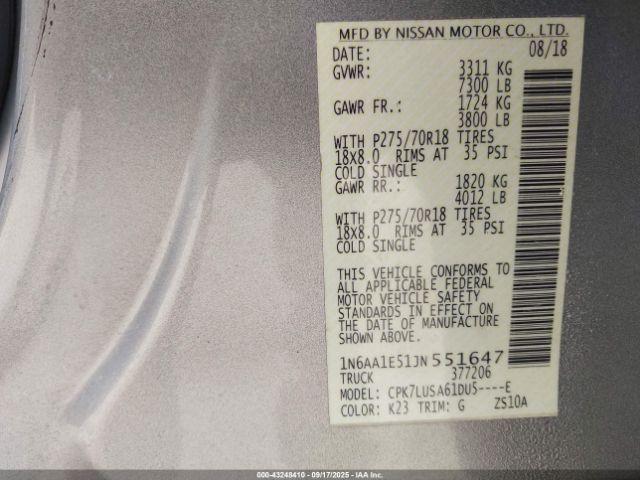 MFD BY NISSAN MOTOR CO., LTD.
DATE: 08/18
GVWR: 3311 KG
7300 LB
GAWR FR.: 1724 KG
3800 LB
WITH P275/70R18 TIRES
18X8.0 RIMS AT 35 PSI
COLD SINGLE
GAWR RR.: 1820 KG
4012 LB
WITH P275/70R18 TIRES
18X8.0 RIMS AT 35 PSI
COLD SINGLE
THIS VEHICLE CONFORMS TO
ALL APPLICABLE FEDERAL
MOTOR VEHICLE SAFETY
STANDARDS IN EFFECT ON
THE DATE OF MANUFACTURE
SHOWN ABOVE.
1N6AA1E51JN551647
TRUCK 377206
MODEL: CPK7LUSA61DU5----E
COLOR: K23 TRIM: G ZS10A
000-43248410 - 09/17/2025 - IAA Inc.